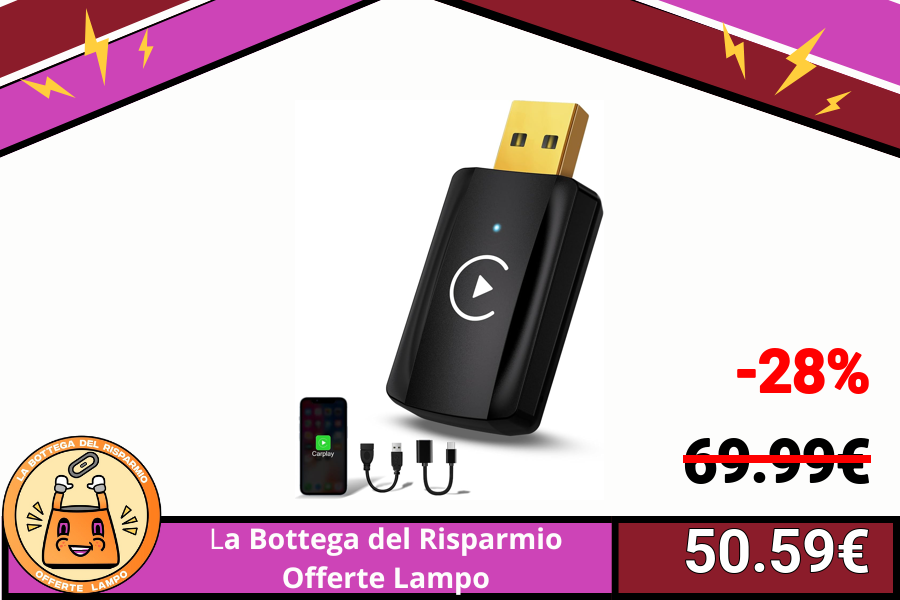 -28%
69.99€
50.59€
La Bottega del Risparmio
Offerte Lampo
LA BOTTEGA DEL RISPARMIO
OFFERTE LAMPO
Carplay